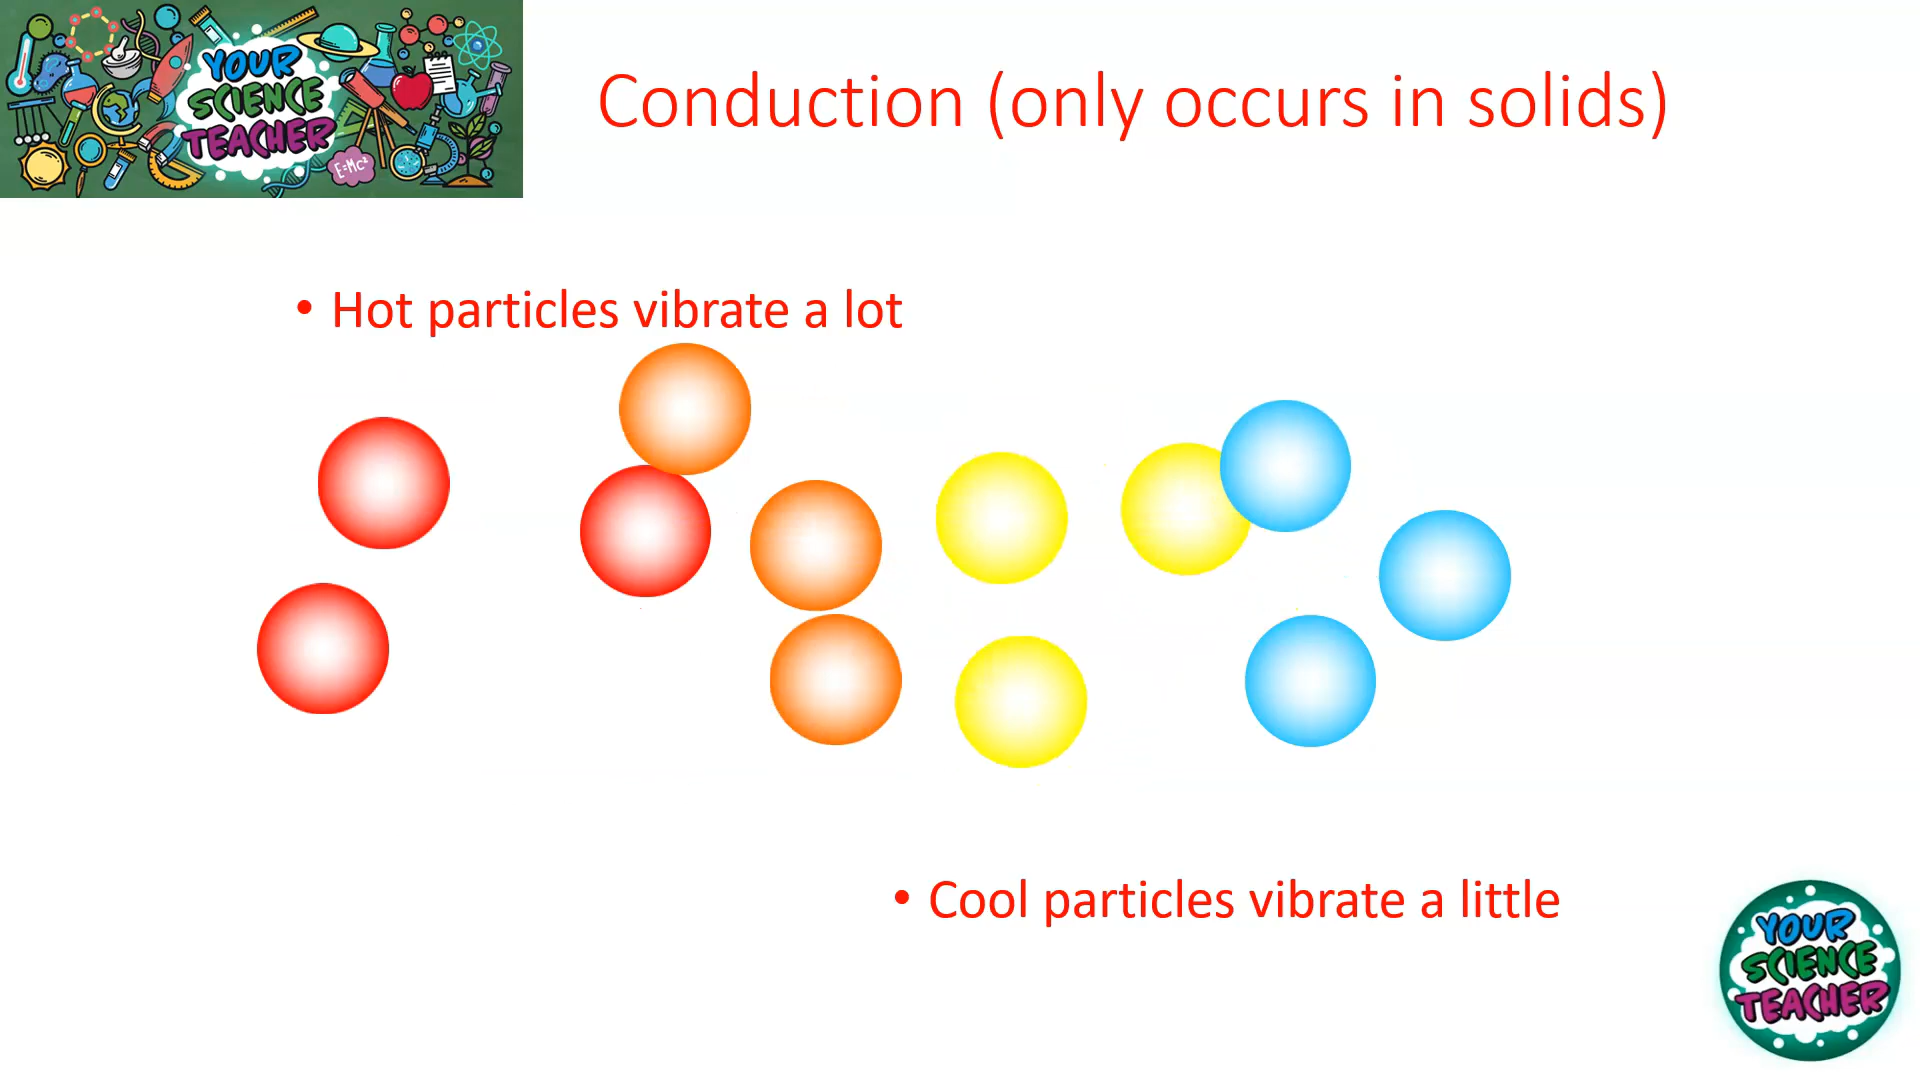 YOUR
SCIENCE
TEACHER
E=MC²
Conduction (only occurs in solids)
• Hot particles vibrate a lot
• Cool particles vibrate a little
YOUR
SCIENCE
TEACHER